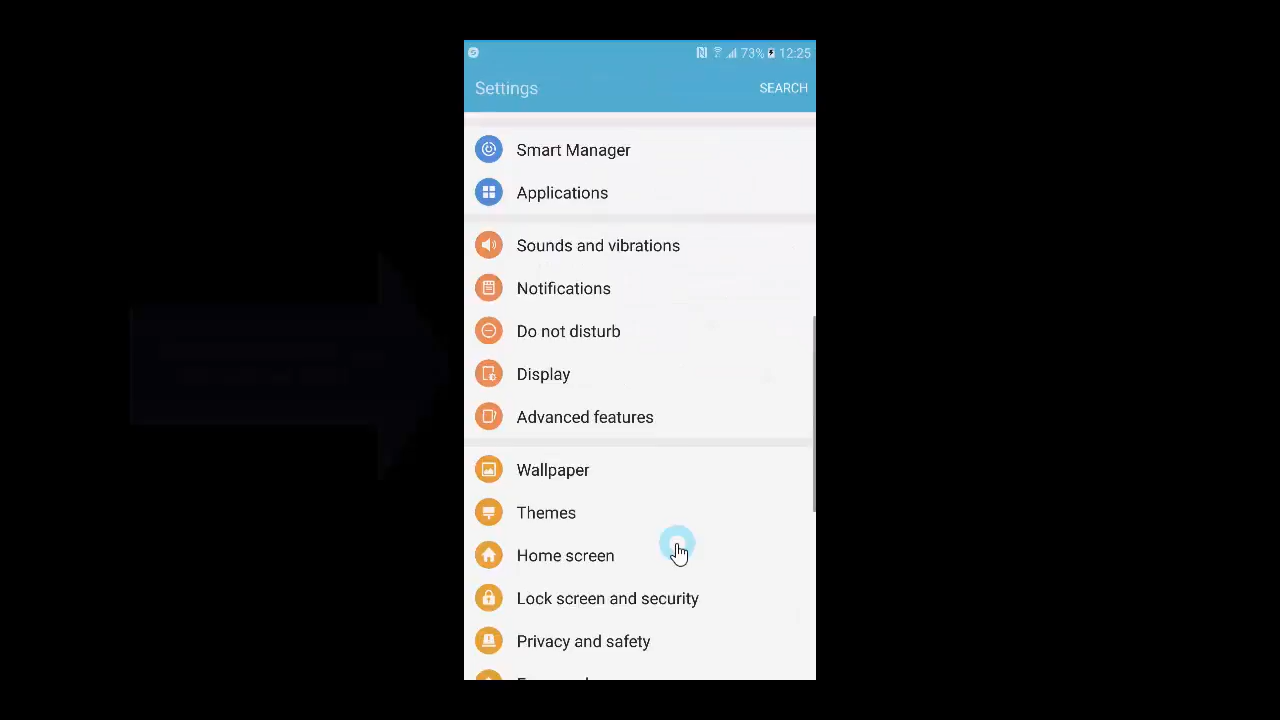 73% 12:25
Settings
SEARCH
Smart Manager
Applications
Sounds and vibrations
Notifications
Do not disturb
Display
Advanced features
Wallpaper
Themes
Home screen
Lock screen and security
Privacy and safety